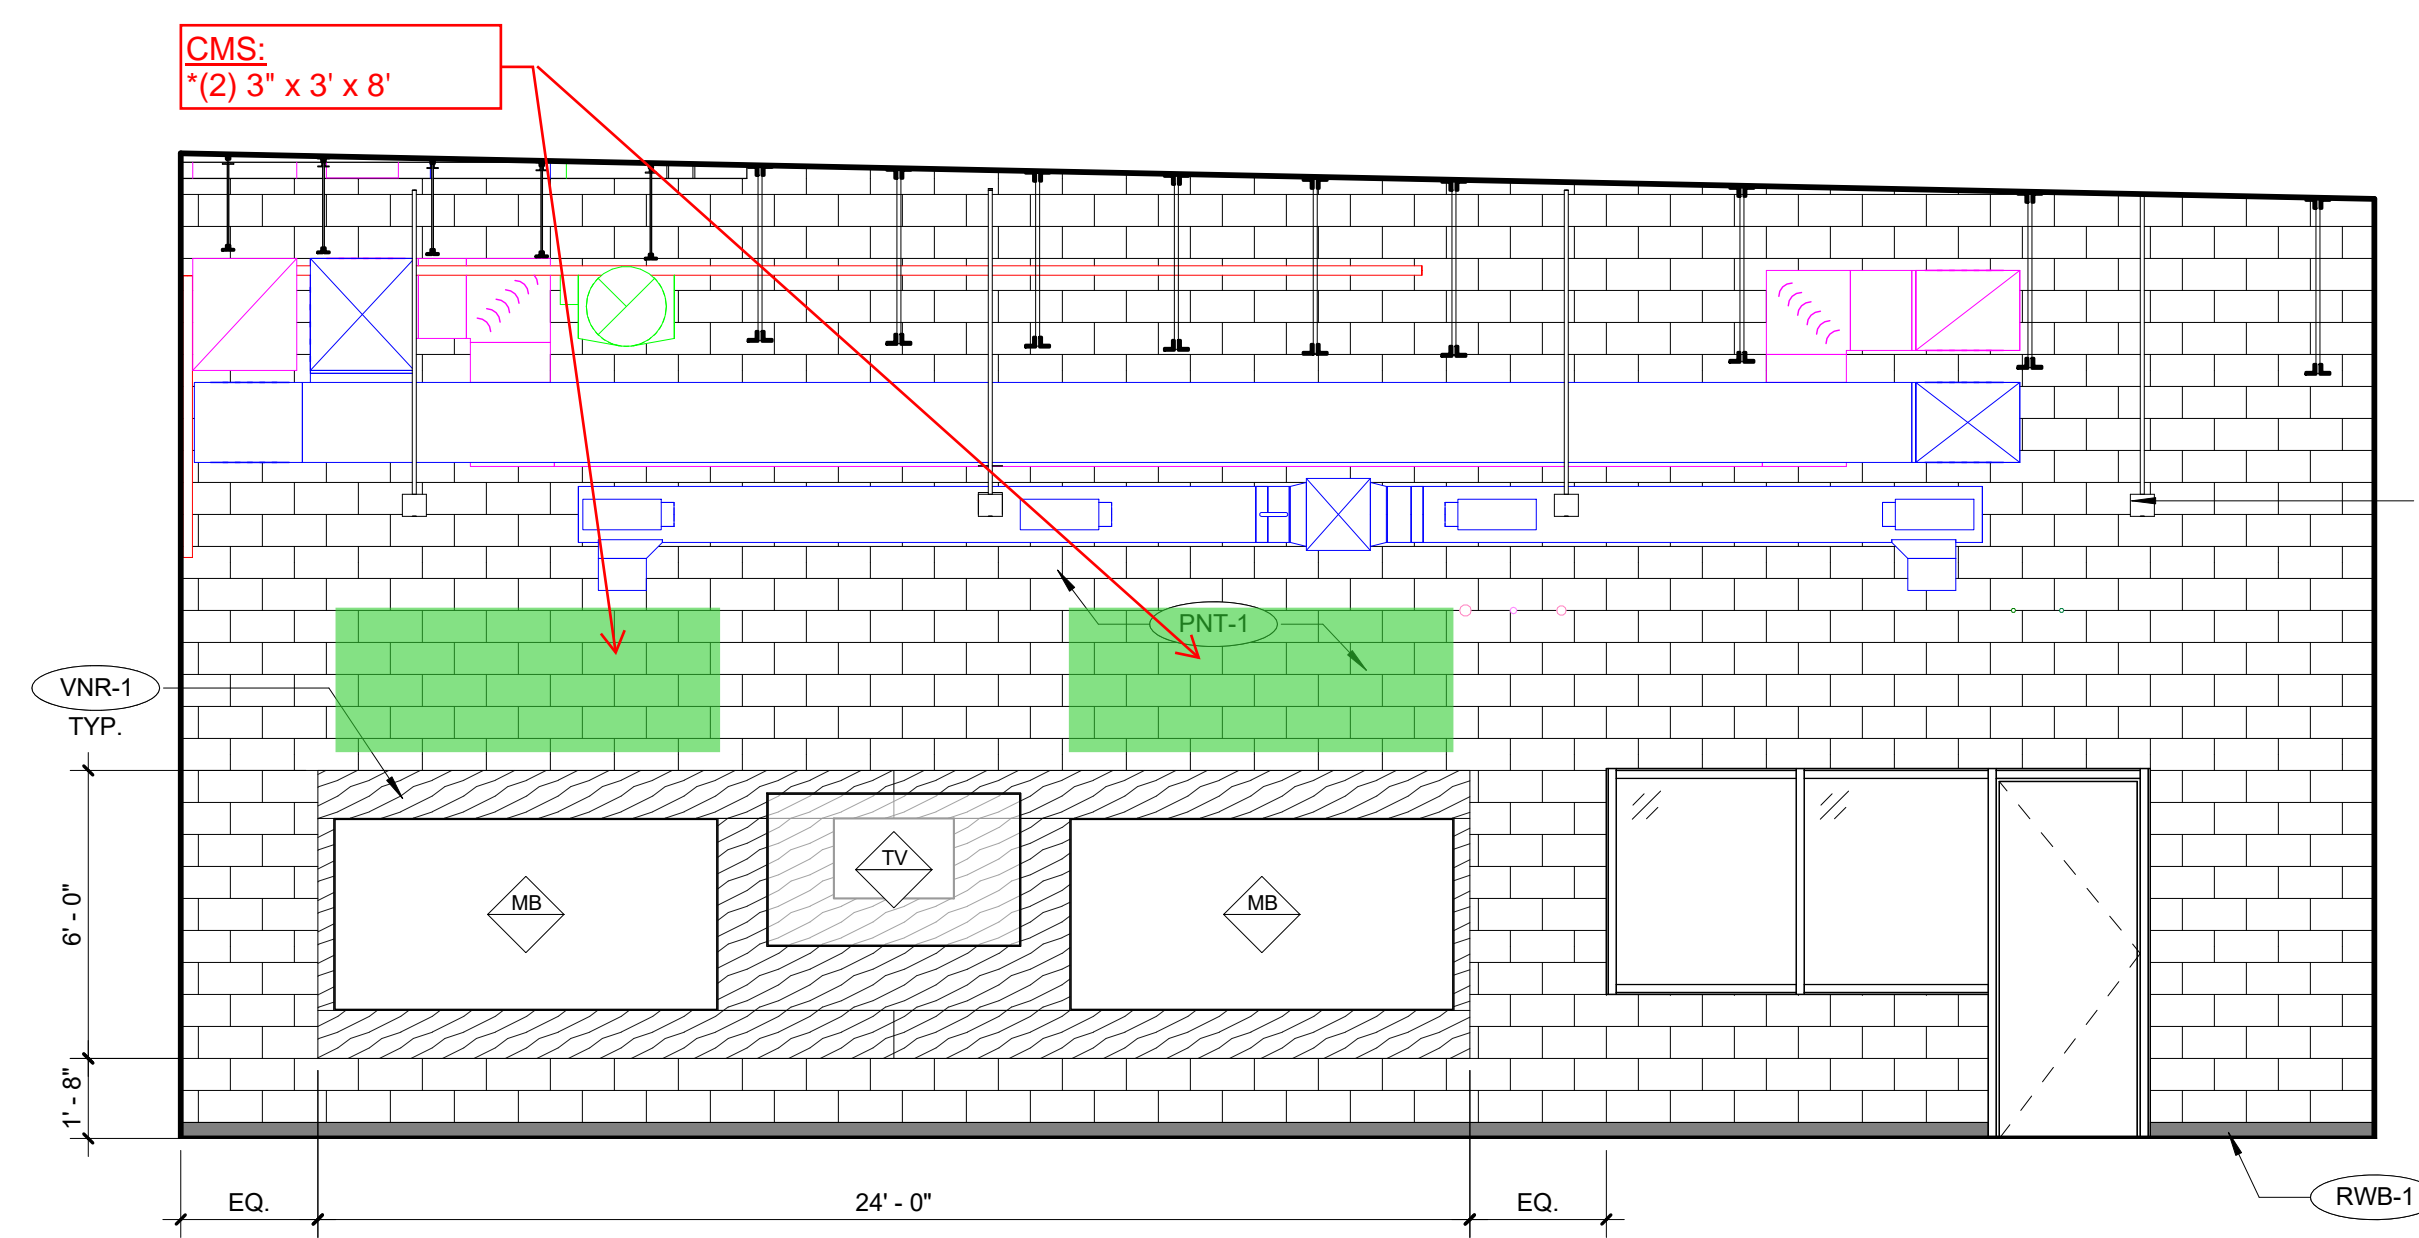 CMS:
*(2) 3" x 3' x 8'
PNT-1
VNR-1
TYP.
TV
MB
MB
6' - 0"
1' - 8"
EQ.
24' - 0"
EQ.
RWB-1